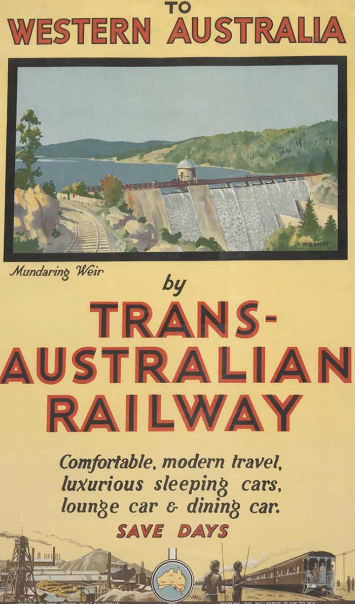 TO
WESTERN AUSTRALIA
Mundaring Weir
by
TRANS-
AUSTRALIAN
RAILWAY
Comfortable, modern travel,
luxurious sleeping cars,
lounge car & dining car.
SAVE DAYS